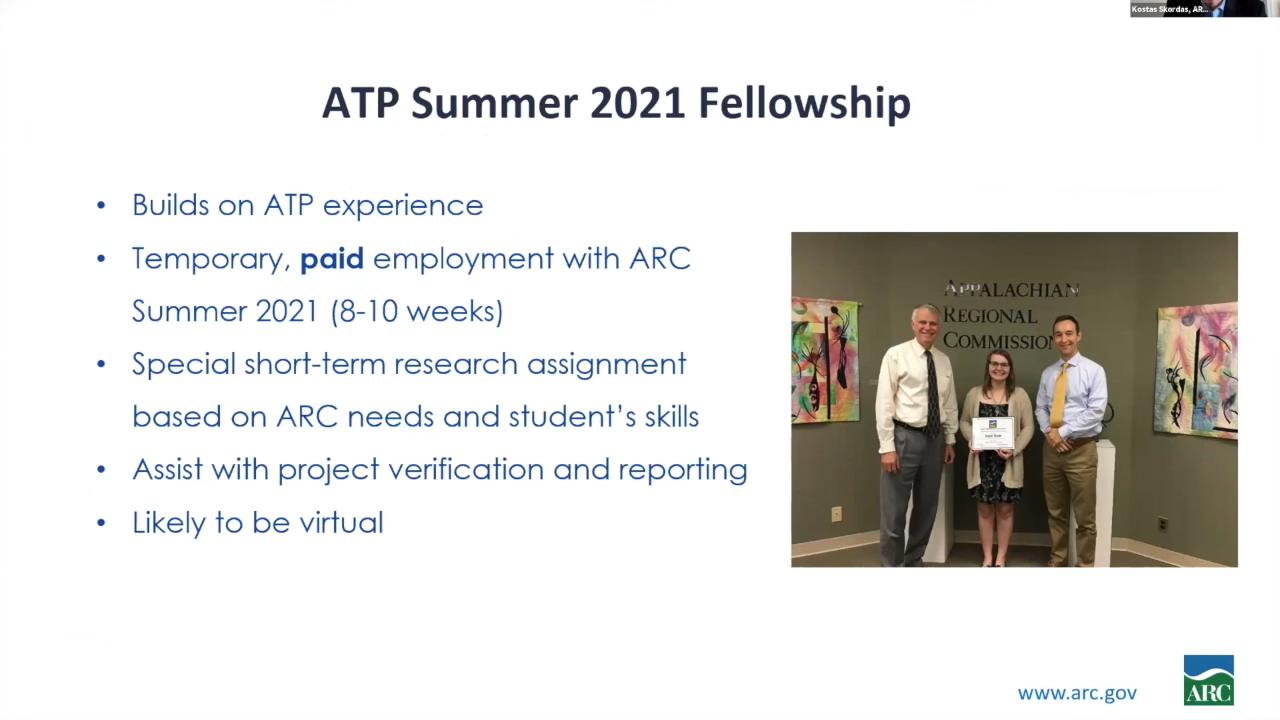 Kostas Skordas, AR...
ATP Summer 2021 Fellowship
• Builds on ATP experience
• Temporary, paid employment with ARC
Summer 2021 (8-10 weeks)
• Special short-term research assignment
based on ARC needs and student’s skills
• Assist with project verification and reporting
• Likely to be virtual
APPALACHIAN
REGIONAL
COMMISSION
www.arc.gov
ARC